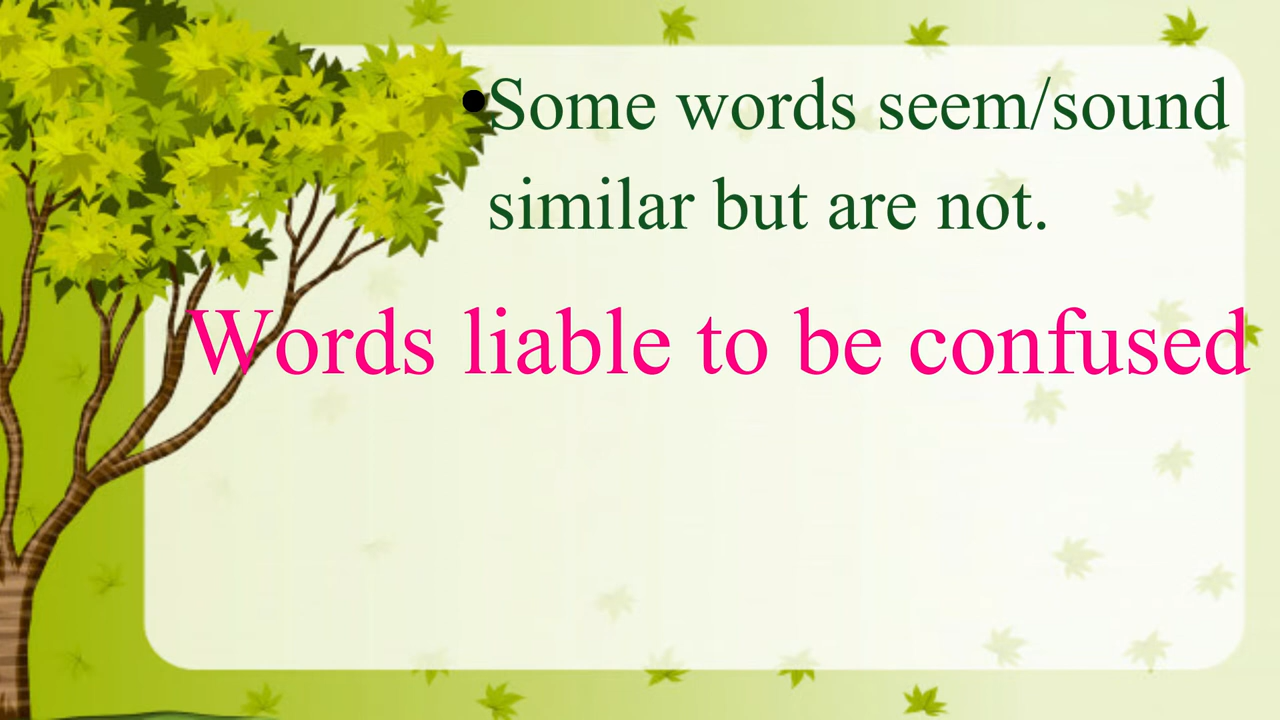 •Some words seem/sound
similar but are not.
Words liable to be confused